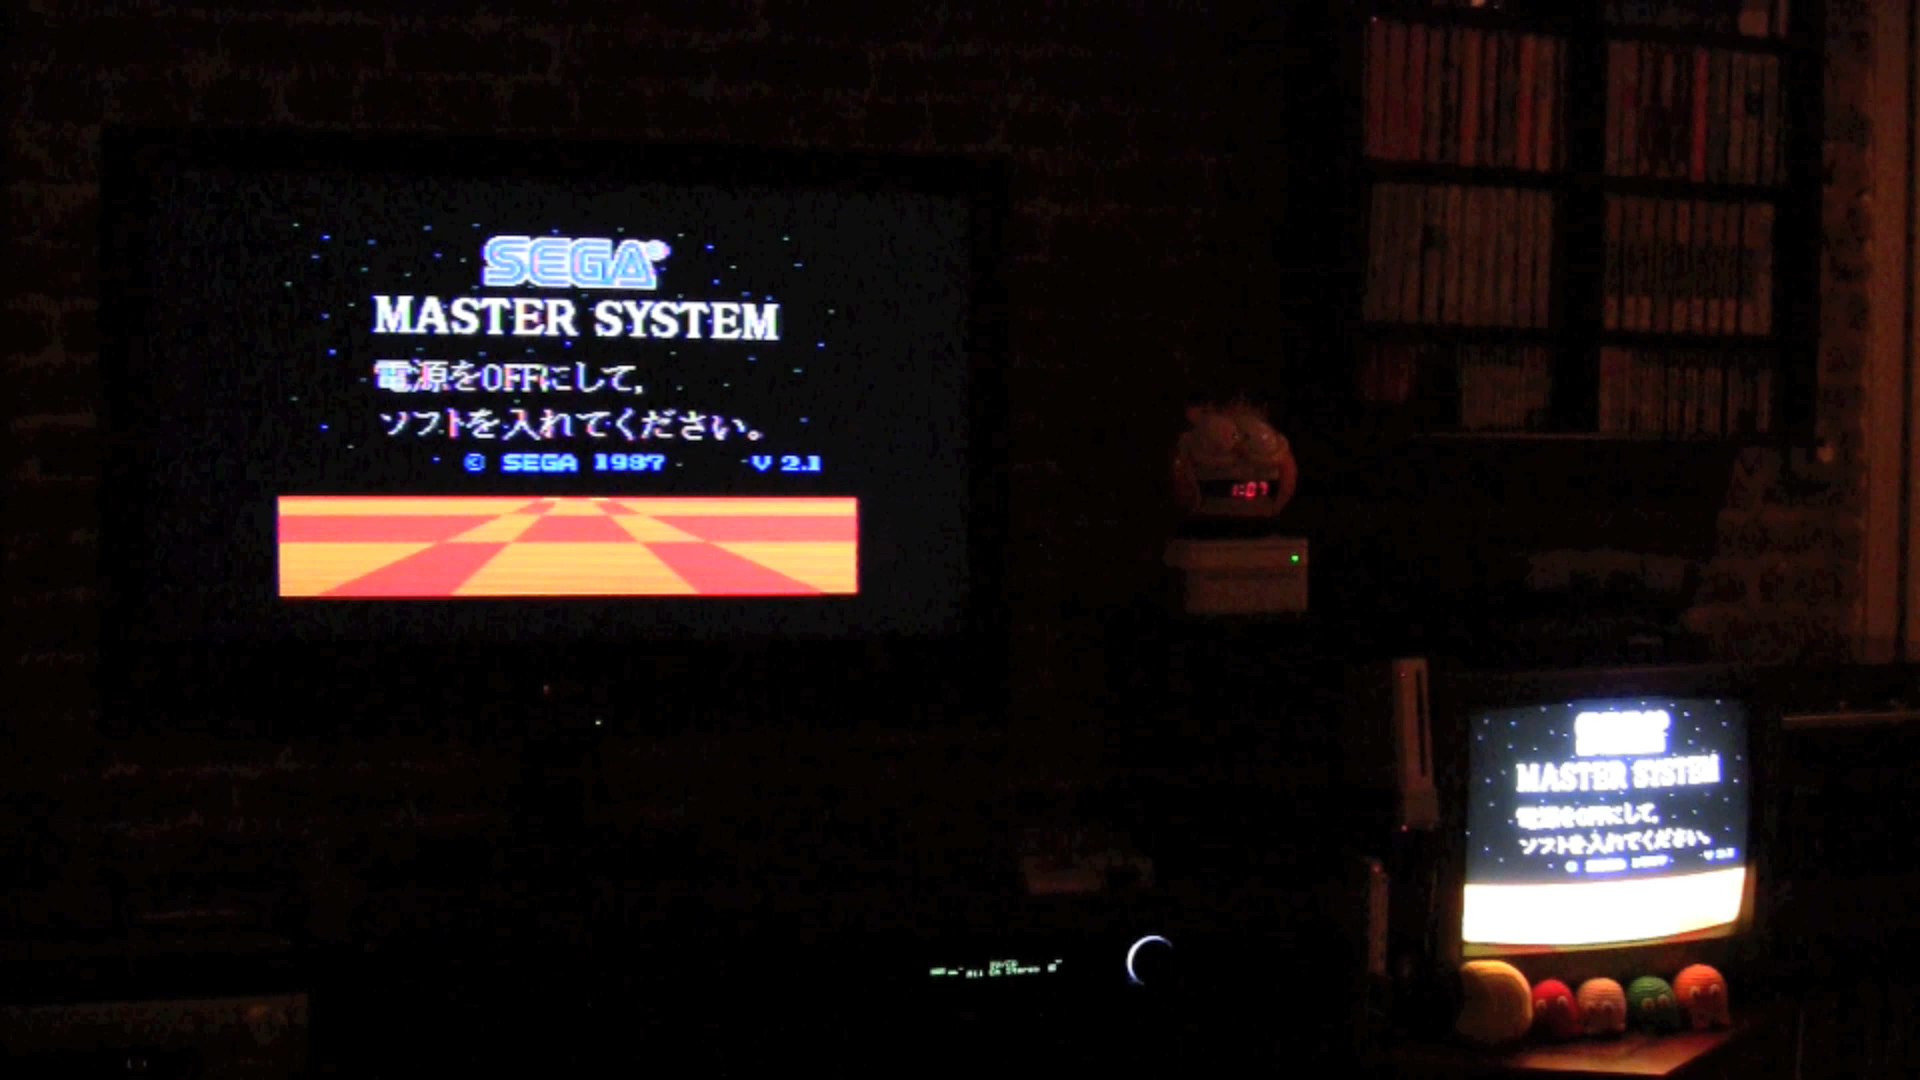 SEGA®
MASTER SYSTEM
電源をOFFにして,
ソフトを入れてください。
© SEGA 1987 V 2.1
1:07
MASTER SYSTEM
電源をOFFにして,
ソフトを入れてください。